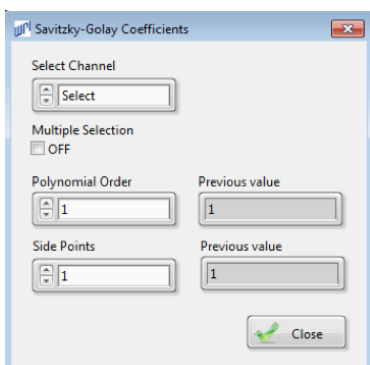 Savitzky-Golay Coefficients
Select Channel
Select
Multiple Selection
OFF
Polynomial Order Previous value
1 1
Side Points Previous value
1 1
Close